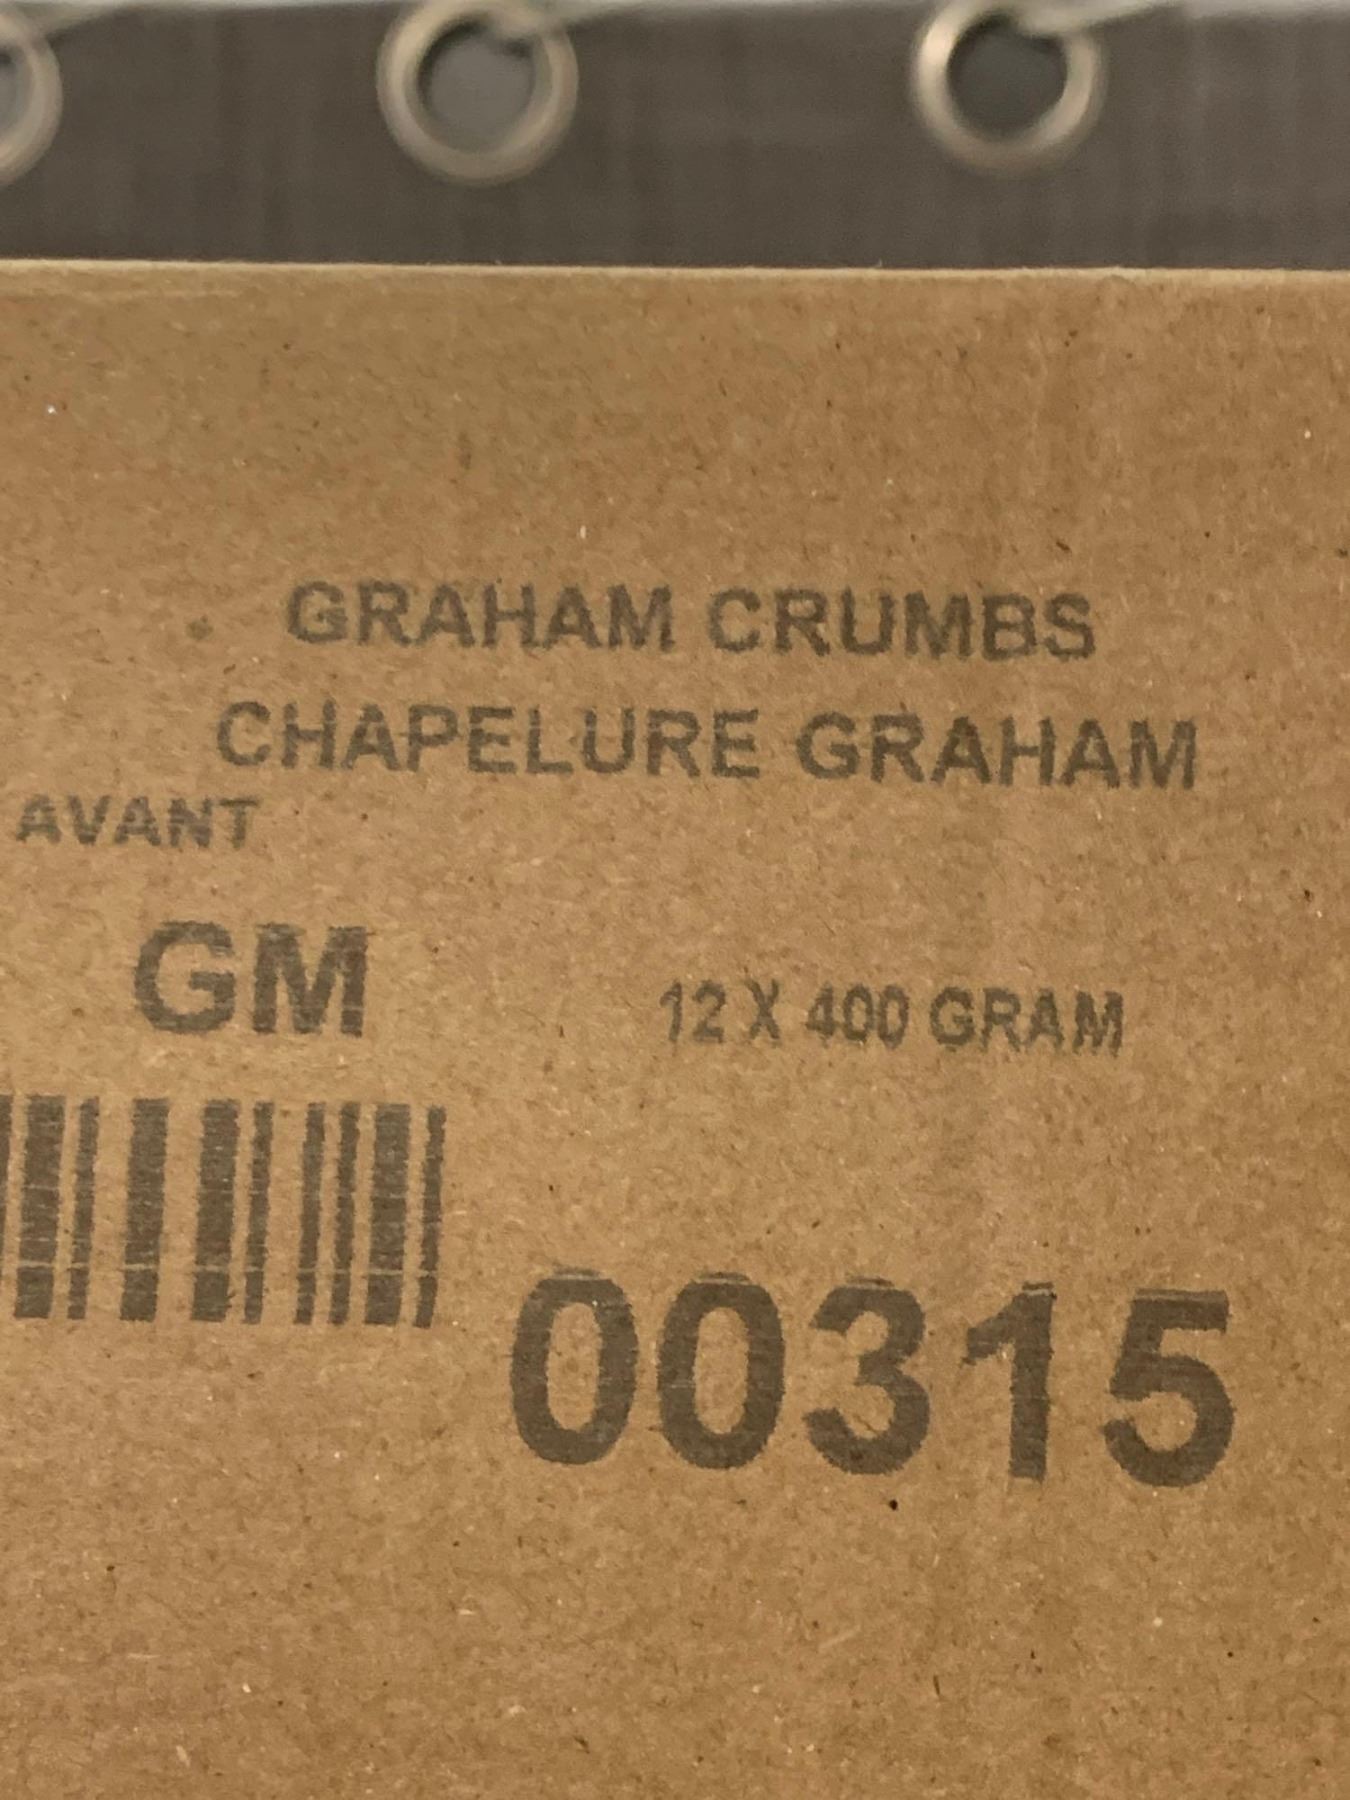 GRAHAM CRUMBS
CHAPELURE GRAHAM
AVANT
GM
12 X 400 GRAM
00315